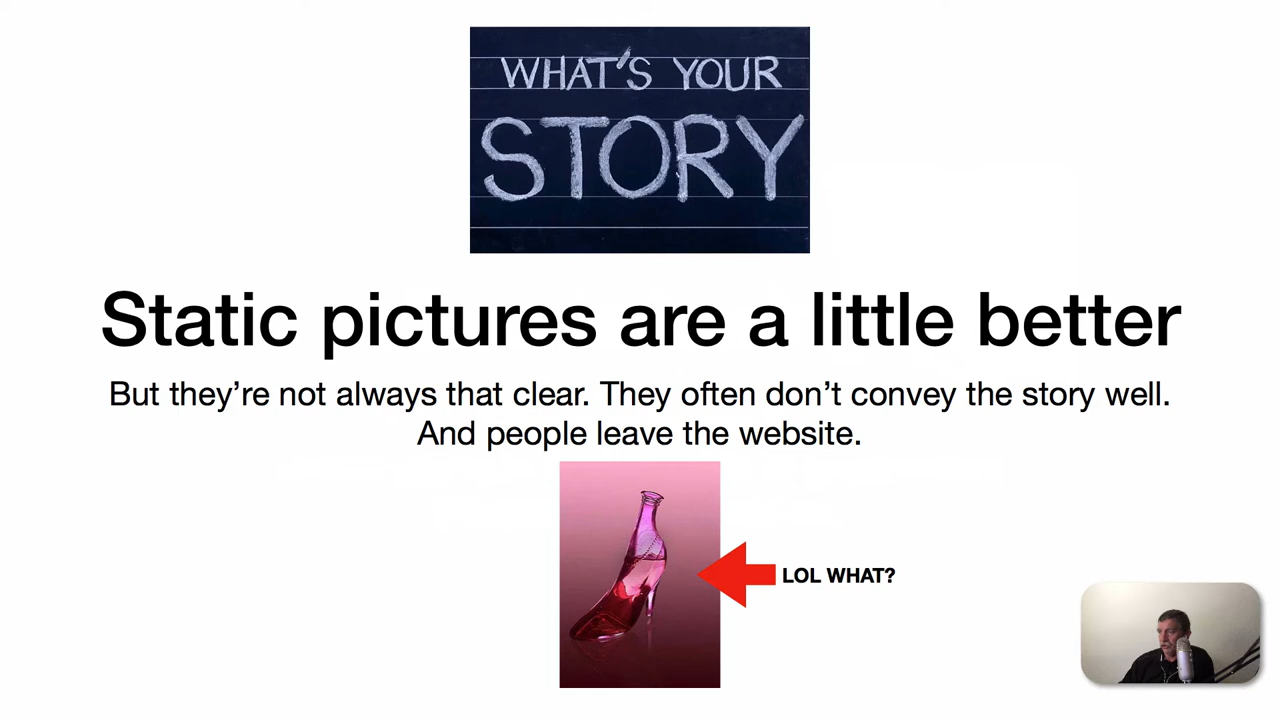 WHAT'S YOUR
STORY
Static pictures are a little better
But they’re not always that clear. They often don’t convey the story well.
And people leave the website.
LOL WHAT?